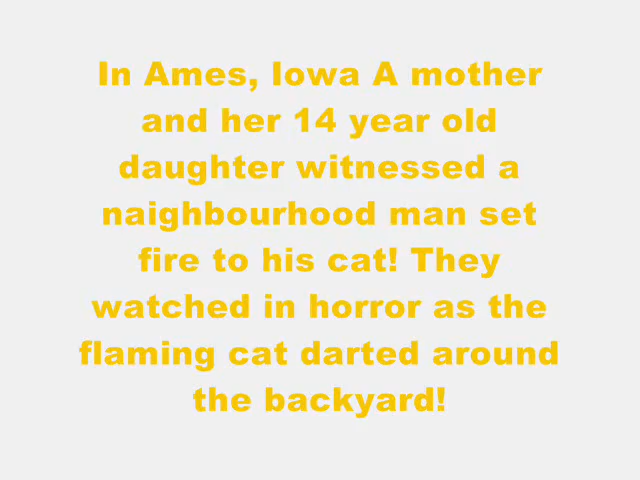 In Ames, Iowa A mother
and her 14 year old
daughter witnessed a
naighbourhood man set
fire to his cat! They
watched in horror as the
flaming cat darted around
the backyard!